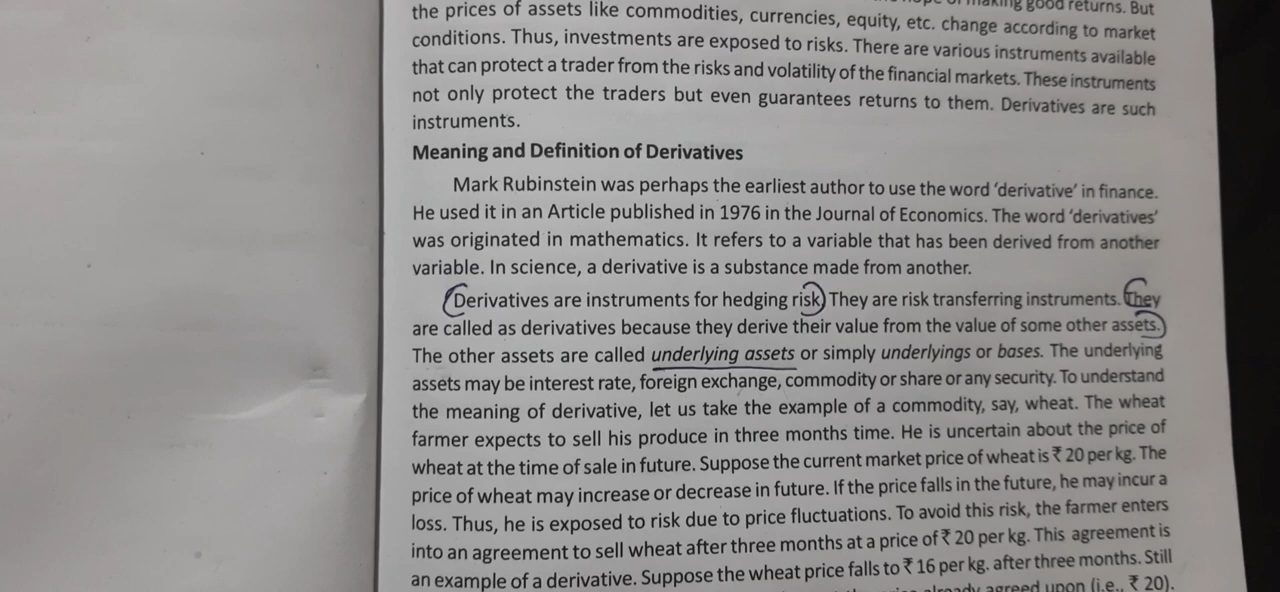 making good returns. But
the prices of assets like commodities, currencies, equity, etc. change according to market
conditions. Thus, investments are exposed to risks. There are various instruments available
that can protect a trader from the risks and volatility of the financial markets. These instruments
not only protect the traders but even guarantees returns to them. Derivatives are such
instruments.
Meaning and Definition of Derivatives
Mark Rubinstein was perhaps the earliest author to use the word ‘derivative’ in finance.
He used it in an Article published in 1976 in the Journal of Economics. The word ‘derivatives’
was originated in mathematics. It refers to a variable that has been derived from another
variable. In science, a derivative is a substance made from another.
Derivatives are instruments for hedging risk. They are risk transferring instruments. They
are called as derivatives because they derive their value from the value of some other assets.
The other assets are called underlying assets or simply underlyings or bases. The underlying
assets may be interest rate, foreign exchange, commodity or share or any security. To understand
the meaning of derivative, let us take the example of a commodity, say, wheat. The wheat
farmer expects to sell his produce in three months time. He is uncertain about the price of
wheat at the time of sale in future. Suppose the current market price of wheat is ₹ 20 per kg. The
price of wheat may increase or decrease in future. If the price falls in the future, he may incur a
loss. Thus, he is exposed to risk due to price fluctuations. To avoid this risk, the farmer enters
into an agreement to sell wheat after three months at a price of ₹ 20 per kg. This agreement is
an example of a derivative. Suppose the wheat price falls to ₹ 16 per kg. after three months. Still
already agreed upon (i.e., ₹ 20).